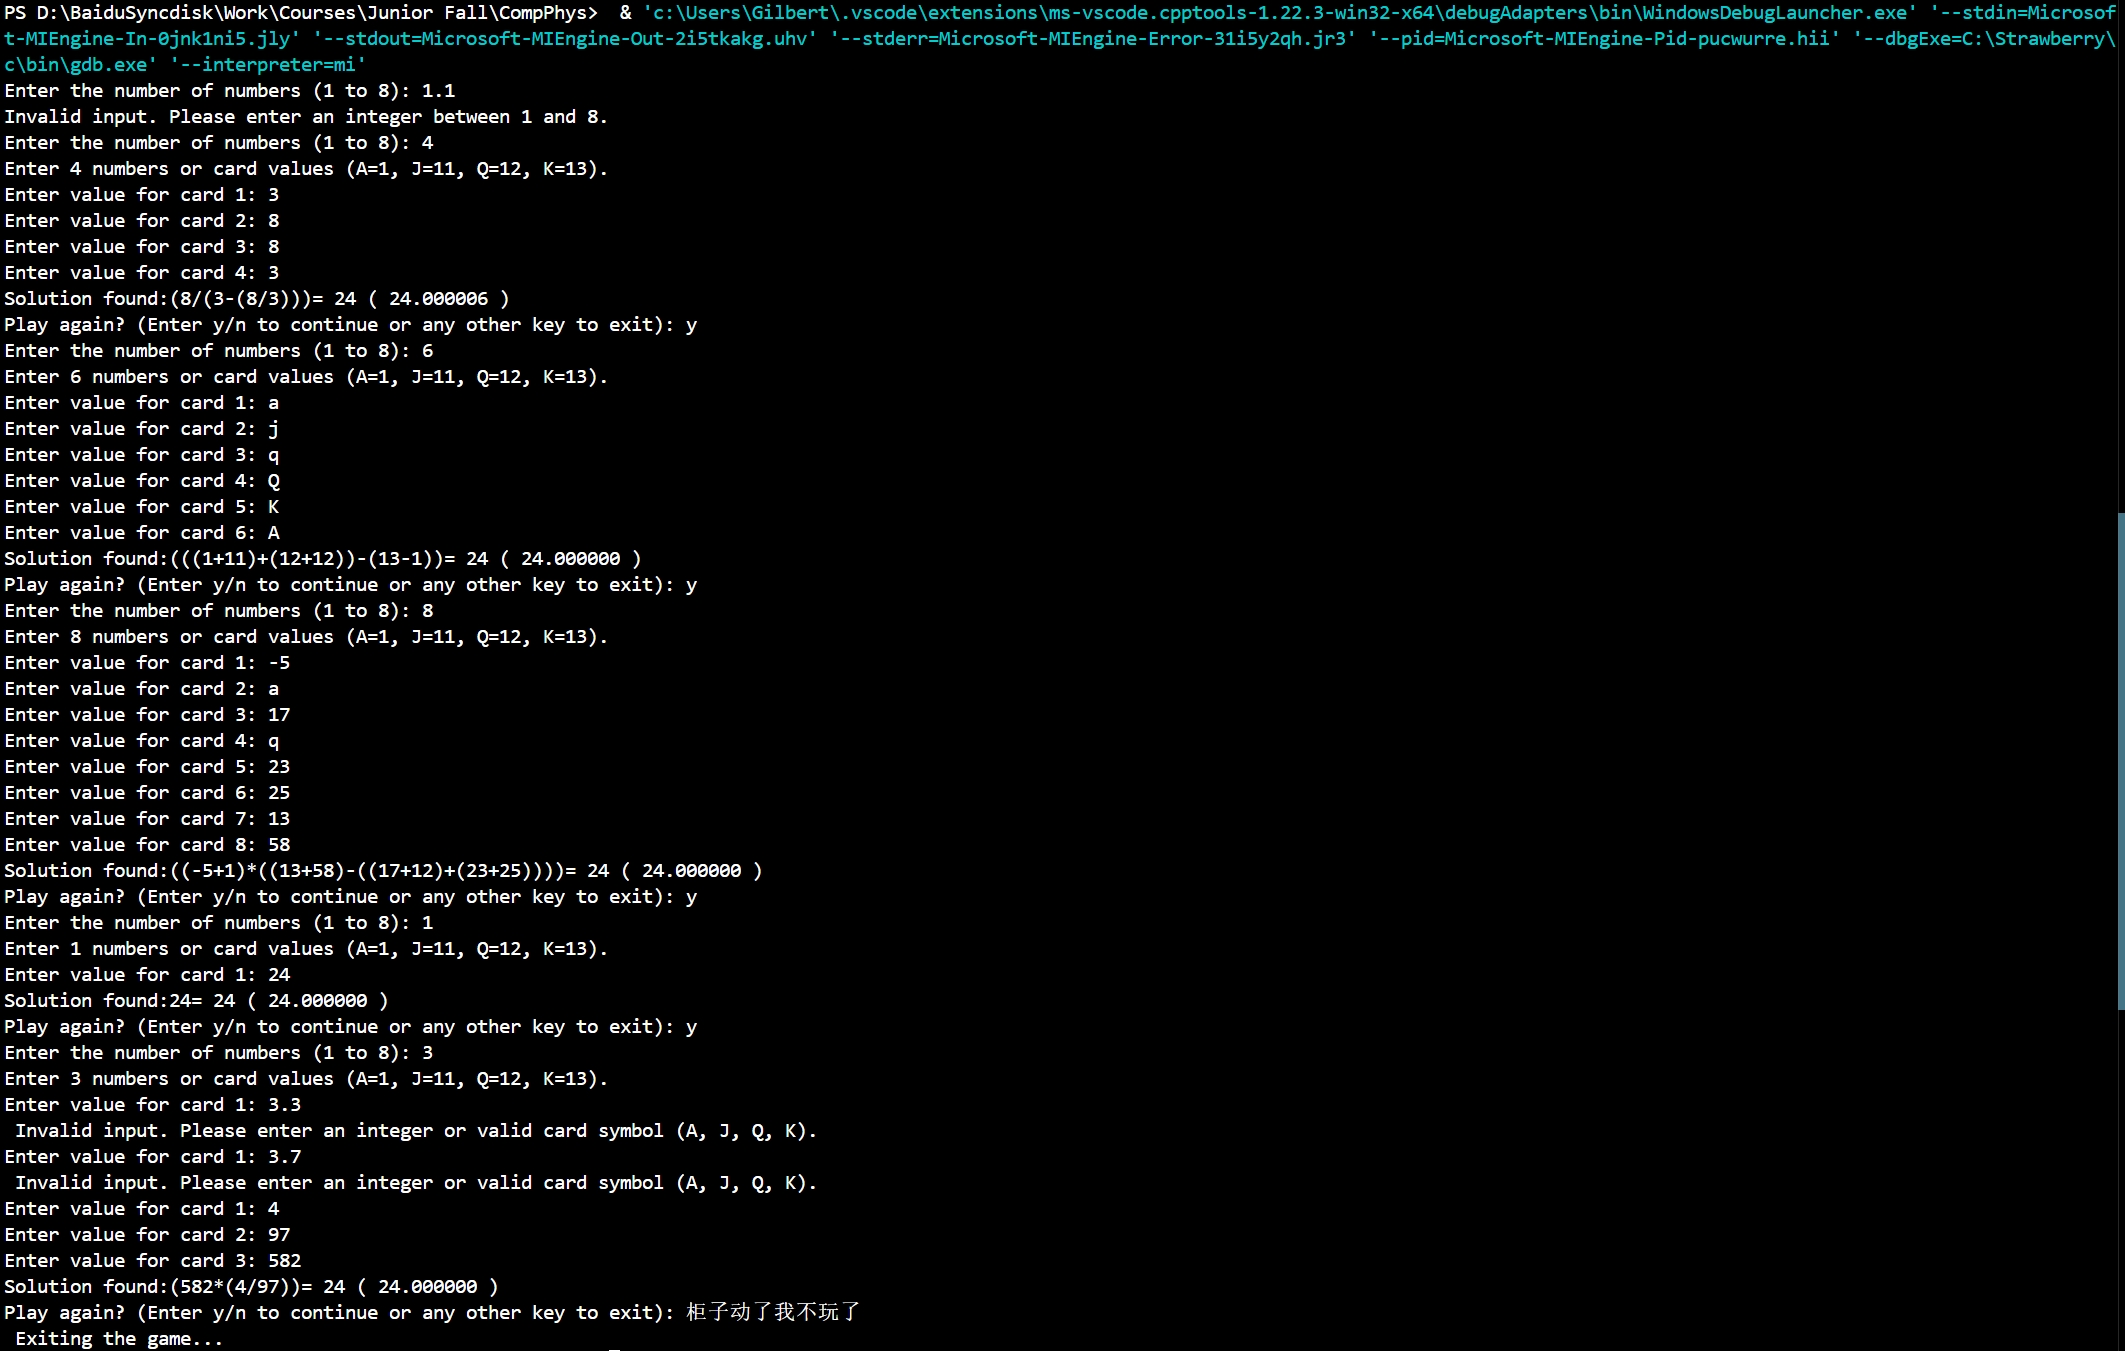 PS D:\BaiduSyncdisk\Work\Courses\Junior Fall\CompPhys>  & 'c:\Users\Gilbert\.vscode\extensions\ms-vscode.cpptools-1.22.3-win32-x64\debugAdapters\bin\WindowsDebugLauncher.exe' '--stdin=Microsof
t-MIEngine-In-0jnk1ni5.jly' '--stdout=Microsoft-MIEngine-Out-2i5tkakg.uhv' '--stderr=Microsoft-MIEngine-Error-31i5y2qh.jr3' '--pid=Microsoft-MIEngine-Pid-pucwurre.hii' '--dbgExe=C:\Strawberry\
c\bin\gdb.exe' '--interpreter=mi'
Enter the number of numbers (1 to 8): 1.1
Invalid input. Please enter an integer between 1 and 8.
Enter the number of numbers (1 to 8): 4
Enter 4 numbers or card values (A=1, J=11, Q=12, K=13).
Enter value for card 1: 3
Enter value for card 2: 8
Enter value for card 3: 8
Enter value for card 4: 3
Solution found:(8/(3-(8/3)))= 24 ( 24.000006 )
Play again? (Enter y/n to continue or any other key to exit): y
Enter the number of numbers (1 to 8): 6
Enter 6 numbers or card values (A=1, J=11, Q=12, K=13).
Enter value for card 1: a
Enter value for card 2: j
Enter value for card 3: q
Enter value for card 4: Q
Enter value for card 5: K
Enter value for card 6: A
Solution found:(((1+11)+(12+12))-(13-1))= 24 ( 24.000000 )
Play again? (Enter y/n to continue or any other key to exit): y
Enter the number of numbers (1 to 8): 8
Enter 8 numbers or card values (A=1, J=11, Q=12, K=13).
Enter value for card 1: -5
Enter value for card 2: a
Enter value for card 3: 17
Enter value for card 4: q
Enter value for card 5: 23
Enter value for card 6: 25
Enter value for card 7: 13
Enter value for card 8: 58
Solution found:((-5+1)*((13+58)-((17+12)+(23+25))))= 24 ( 24.000000 )
Play again? (Enter y/n to continue or any other key to exit): y
Enter the number of numbers (1 to 8): 1
Enter 1 numbers or card values (A=1, J=11, Q=12, K=13).
Enter value for card 1: 24
Solution found:24= 24 ( 24.000000 )
Play again? (Enter y/n to continue or any other key to exit): y
Enter the number of numbers (1 to 8): 3
Enter 3 numbers or card values (A=1, J=11, Q=12, K=13).
Enter value for card 1: 3.3
 Invalid input. Please enter an integer or valid card symbol (A, J, Q, K).
Enter value for card 1: 3.7
 Invalid input. Please enter an integer or valid card symbol (A, J, Q, K).
Enter value for card 1: 4
Enter value for card 2: 97
Enter value for card 3: 582
Solution found:(582*(4/97))= 24 ( 24.000000 )
Play again? (Enter y/n to continue or any other key to exit): 柜子动了我不玩了
 Exiting the game...